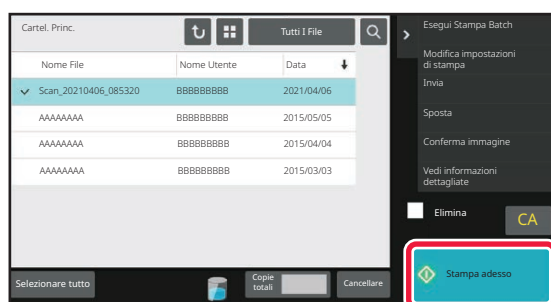 Cartel. Princ.
Tutti I File
Nome File Nome Utente Data
Scan_20210406_085320 BBBBBBBBB 2021/04/06
AAAAAAAA BBBBBBBBB 2015/05/05
AAAAAAAA BBBBBBBBB 2015/04/04
AAAAAAAA BBBBBBBBB 2015/03/03
Selezionare tutto
Copie
totali
Cancellare
Esegui Stampa Batch
Modifica impostazioni
di stampa
Invia
Sposta
Conferma immagine
Vedi informazioni
dettagliate
Elimina
CA
Stampa adesso